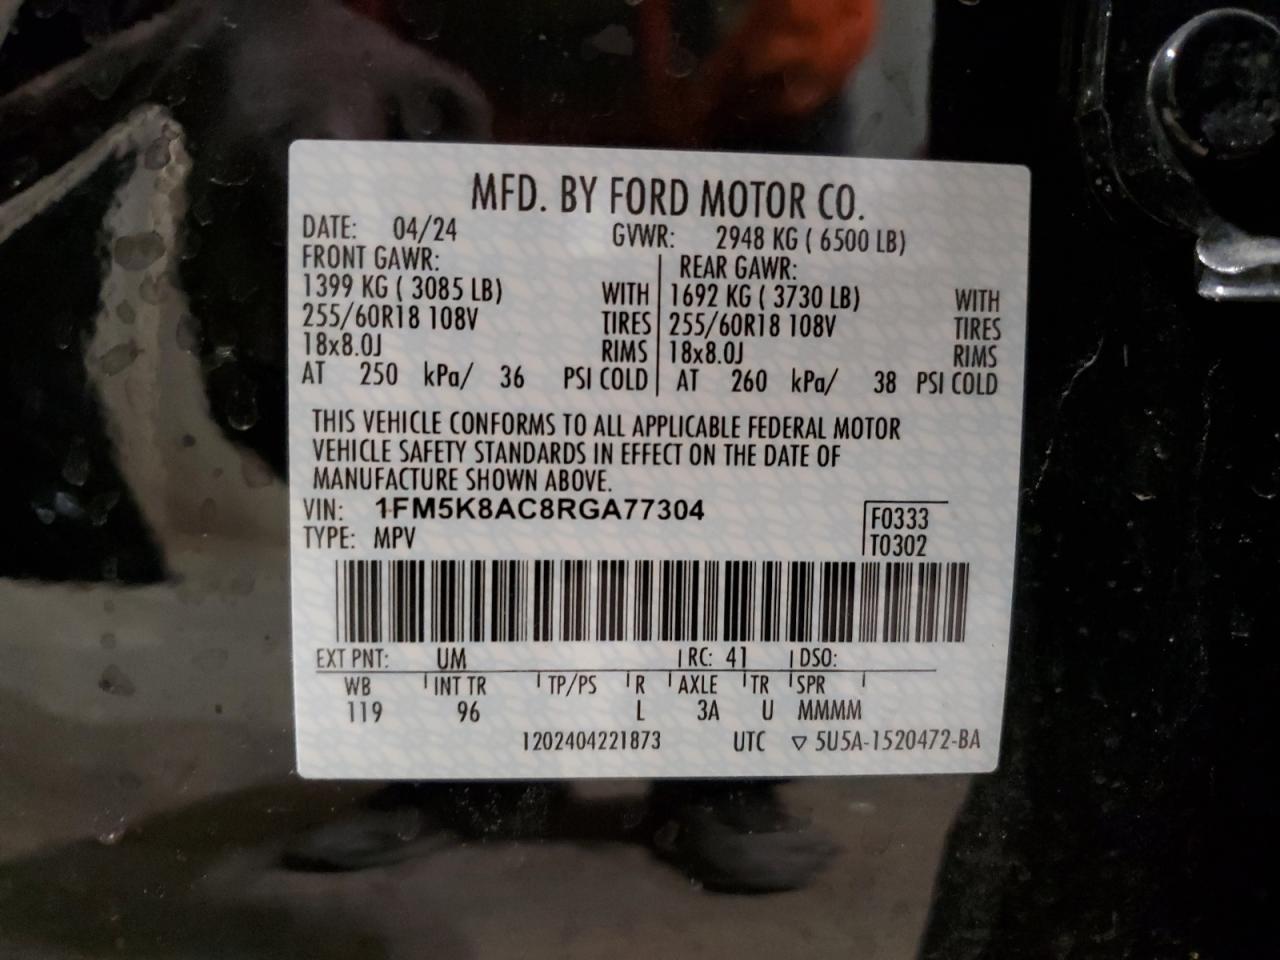 MFD. BY FORD MOTOR CO.
DATE: 04/24 GVWR: 2948 KG ( 6500 LB)
FRONT GAWR: REAR GAWR:
1399 KG ( 3085 LB) WITH 1692 KG ( 3730 LB) WITH
255/60R18 108V TIRES 255/60R18 108V TIRES
18x8.0J RIMS 18x8.0J RIMS
AT 250 kPa/ 36 PSI COLD AT 260 kPa/ 38 PSI COLD
THIS VEHICLE CONFORMS TO ALL APPLICABLE FEDERAL MOTOR
VEHICLE SAFETY STANDARDS IN EFFECT ON THE DATE OF
MANUFACTURE SHOWN ABOVE.
VIN: 1FM5K8AC8RGA77304 F0333
TYPE: MPV T0302
EXT PNT: UM RC: 41 DSO:
WB INT TR TP/PS R AXLE TR SPR
119 96 L 3A U MMMM
1202404221873 UTC ▽ 5U5A-1520472-BA